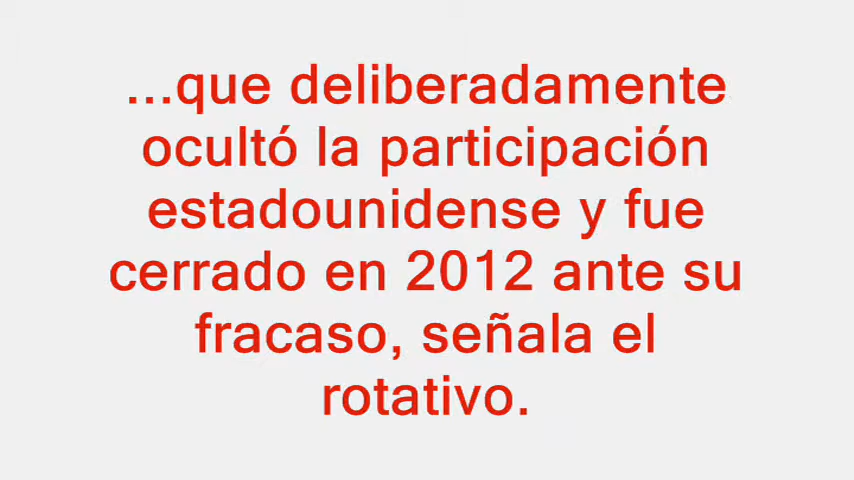 ...que deliberadamente
ocultó la participación
estadounidense y fue
cerrado en 2012 ante su
fracaso, señala el
rotativo.